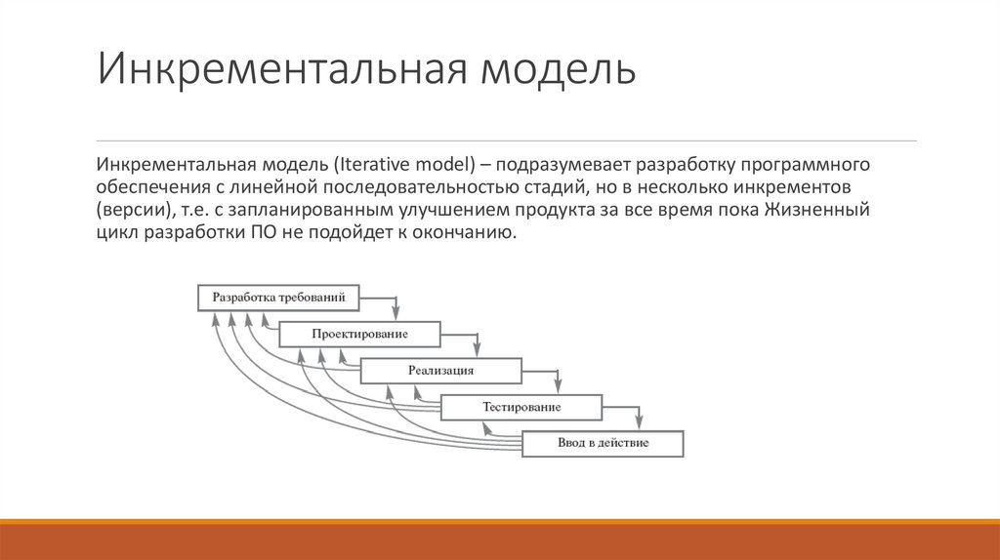 Инкрементальная модель
Инкрементальная модель (Iterative model) – подразумевает разработку программного
обеспечения с линейной последовательностью стадий, но в несколько инкрементов
(версии), т.е. с запланированным улучшением продукта за все время пока Жизненный
цикл разработки ПО не подойдет к окончанию.
Разработка требований
Проектирование
Реализация
Тестирование
Ввод в действие